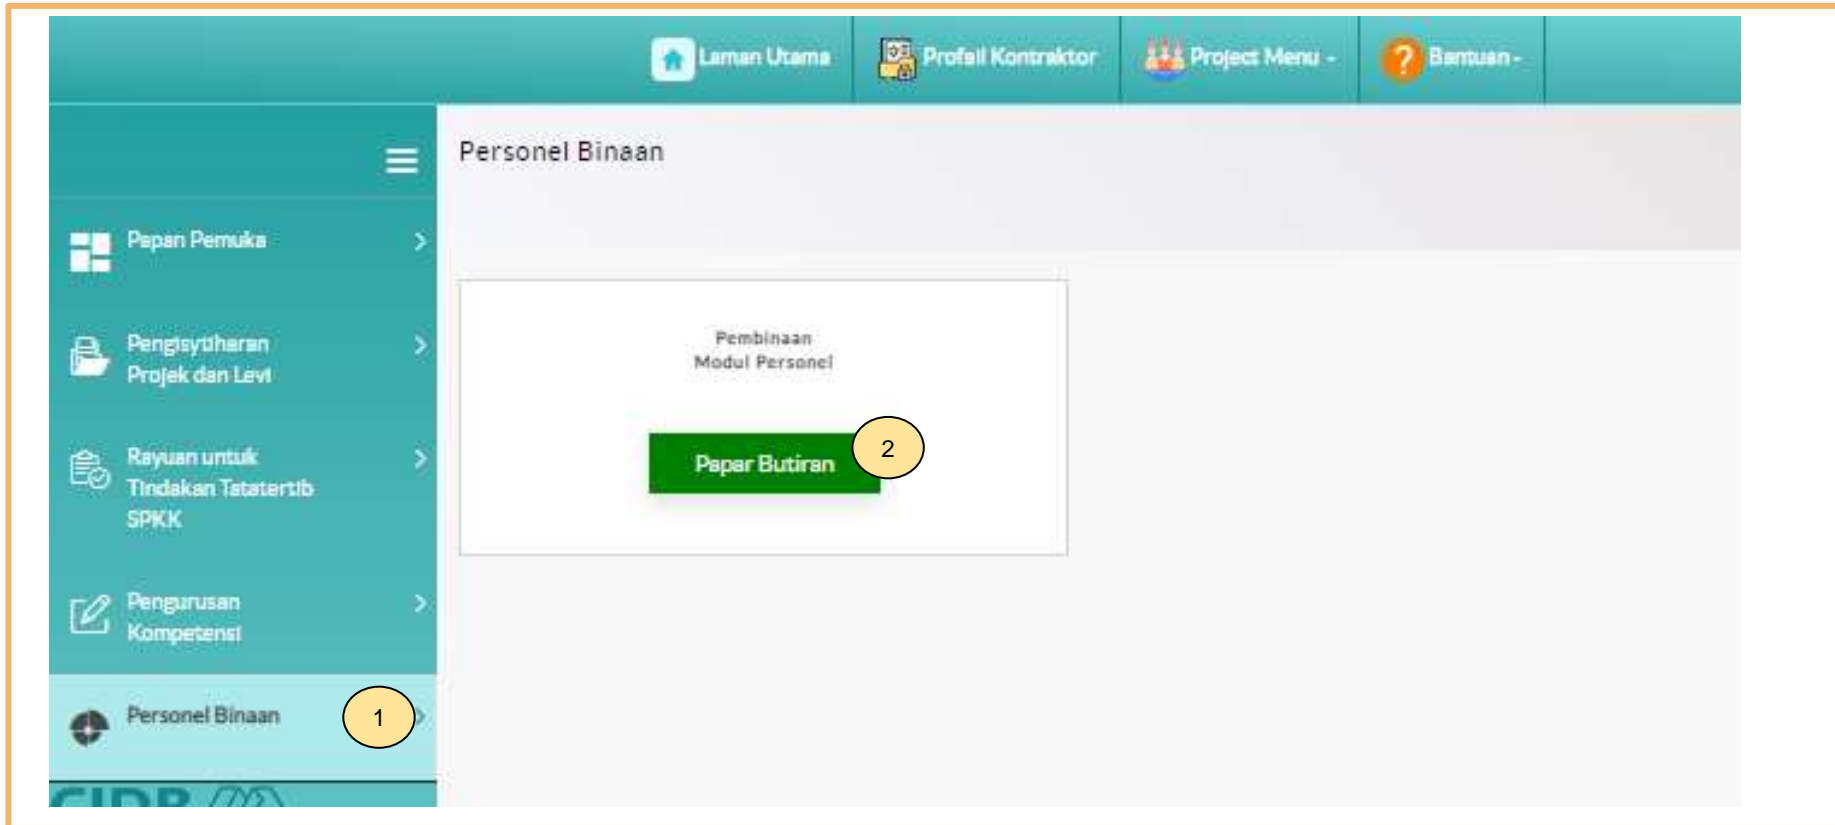 Laman Utama
Profail Kontraktor
Project Menu -
Bantuan -
Personel Binaan
Papan Pemuka
Pengisytiharan
Projek dan Levi
Rayuan untuk
Tindakan Tatatertib
SPKK
Pengurusan
Kompetensi
Personel Binaan
1
CIDB
Pembinaan
Modul Personel
Papar Butiran
2